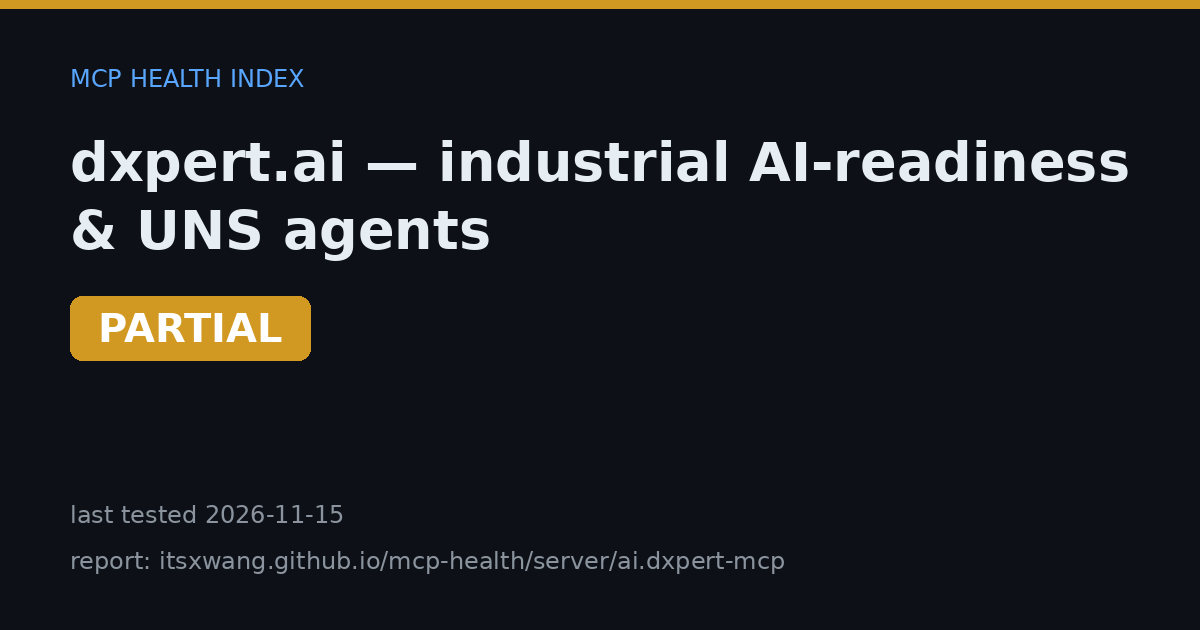 MCP HEALTH INDEX
dxpert.ai — industrial AI-readiness
& UNS agents
PARTIAL
last tested 2026-11-15
report: itsxwang.github.io/mcp-health/server/ai.dxpert-mcp